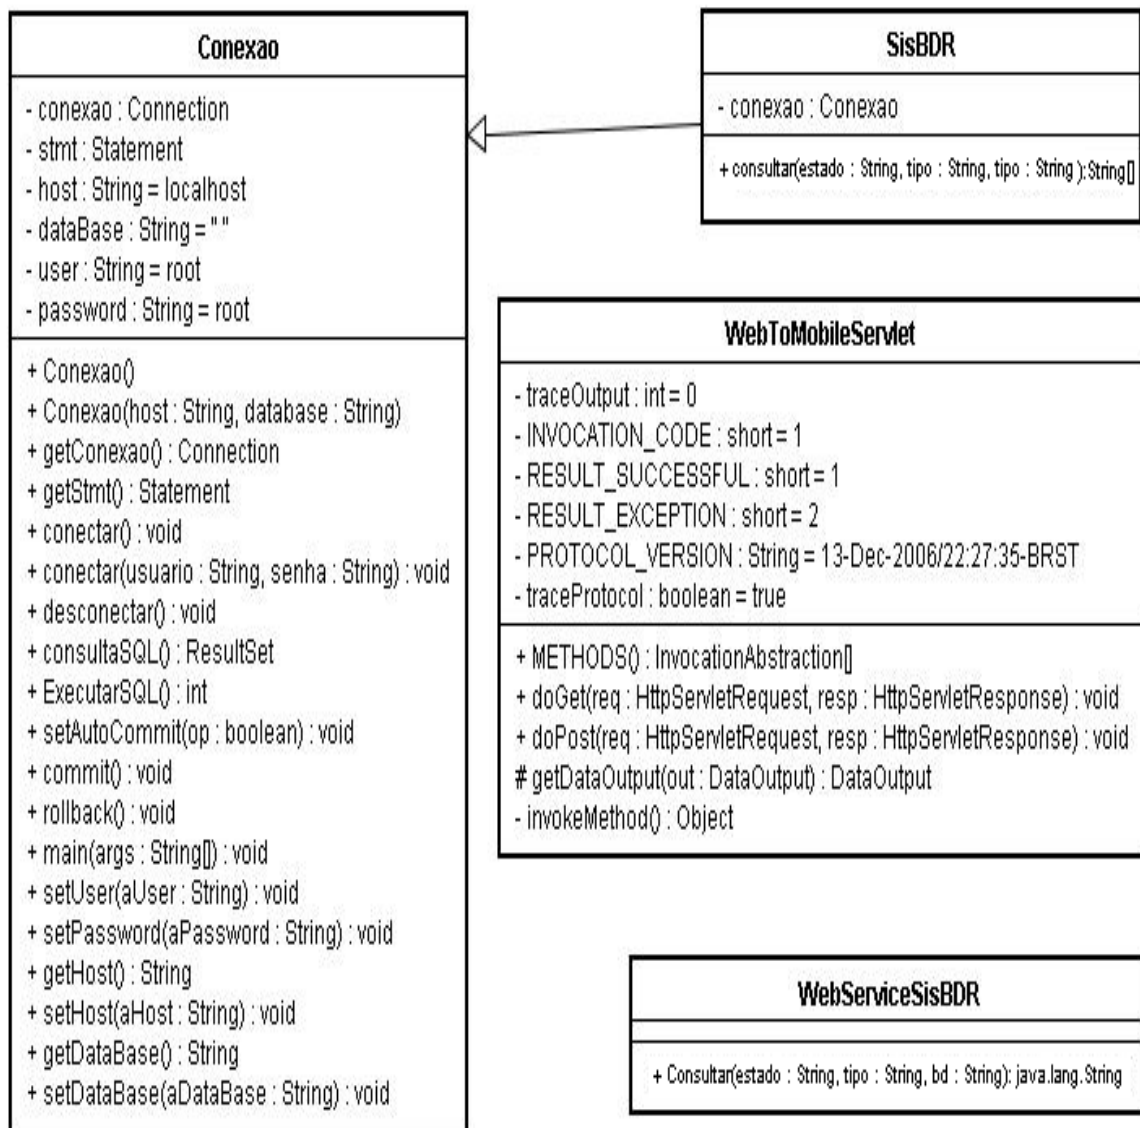 Conexao
- conexao : Connection
- stmt : Statement
- host : String = localhost
- dataBase : String = " "
- user : String = root
- password : String = root
+ Conexao()
+ Conexao(host : String, database : String)
+ getConexao() : Connection
+ getStmt() : Statement
+ conectar() : void
+ conectar(usuario : String, senha : String) : void
+ desconectar() : void
+ consultaSQL() : ResultSet
+ ExecutarSQL() : int
+ setAutoCommit(op : boolean) : void
+ commit() : void
+ rollback() : void
+ main(args : String[]) : void
+ setUser(aUser : String) : void
+ setPassword(aPassword : String) : void
+ getHost() : String
+ setHost(aHost : String) : void
+ getDataBase() : String
+ setDataBase(aDataBase : String) : void
SisBDR
- conexao : Conexao
+ consultar(estado : String, tipo : String, tipo : String ):String[]
WebToMobileServlet
- traceOutput : int = 0
- INVOCATION_CODE : short = 1
- RESULT_SUCCESSFUL : short = 1
- RESULT_EXCEPTION : short = 2
- PROTOCOL_VERSION : String = 13-Dec-2006/22:27:35-BRST
- traceProtocol : boolean = true
+ METHODS() : InvocationAbstraction[]
+ doGet(req : HttpServletRequest, resp : HttpServletResponse) : void
+ doPost(req : HttpServletRequest, resp : HttpServletResponse) : void
# getDataOutput(out : DataOutput) : DataOutput
- invokeMethod() : Object
WebServiceSisBDR
+ Consultar(estado : String, tipo : String, bd : String): java.lang.String